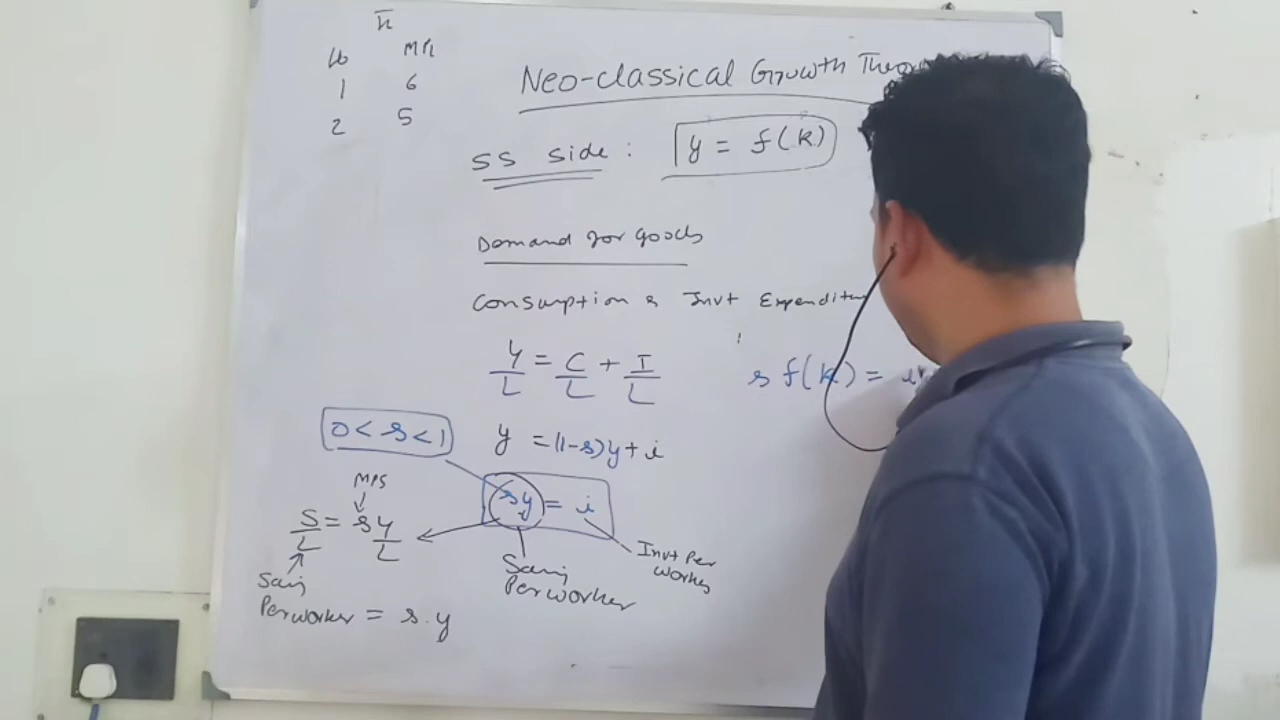 k̄
Lb MPL
1 6
2 5
Neo-classical Growth Theo
SS side : y = f(k)
Demand for goods
Consumption & Invt Expenditu
Y/L = C/L + I/L
s f(k) = i
0 < s < 1
y = (1-s)y + i
MPS
sy = i
S/L = s Y/L
Saving Per worker = s.y
Saving Per worker
Invt Per worker